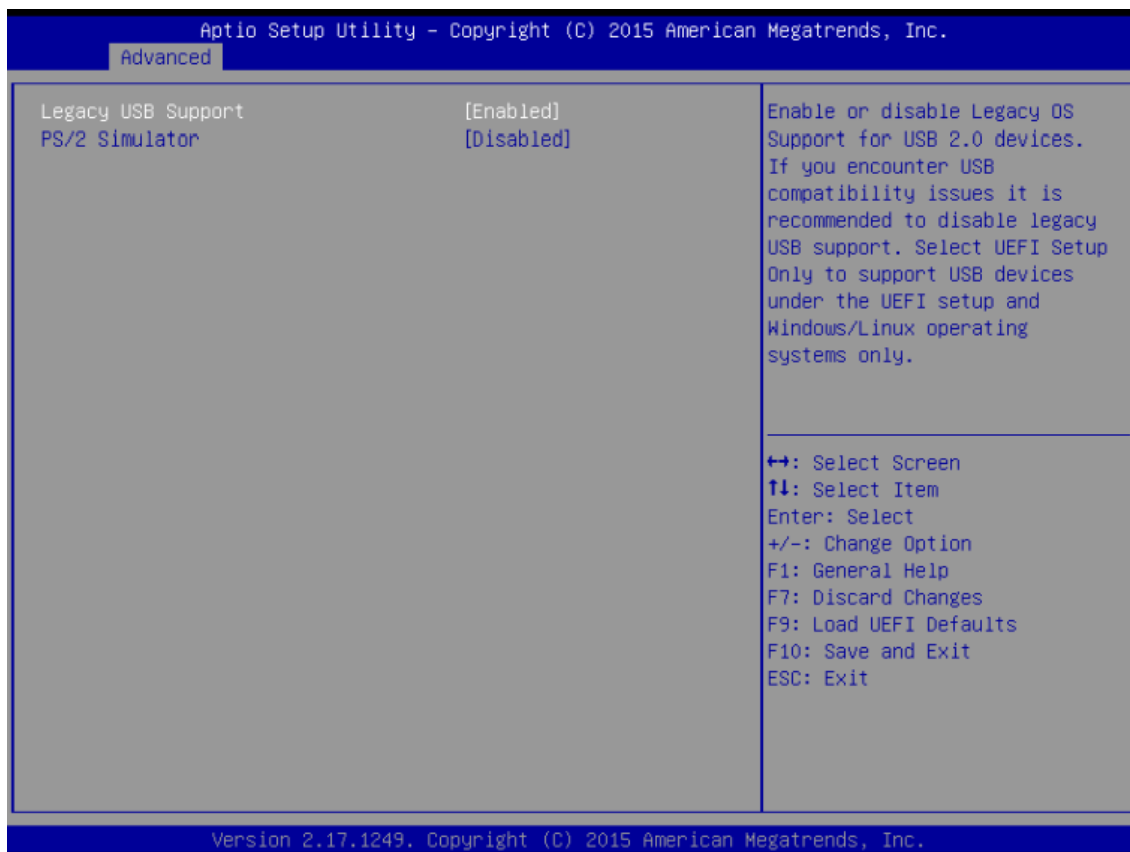 Aptio Setup Utility – Copyright (C) 2015 American Megatrends, Inc.
Advanced
Legacy USB Support [Enabled]
PS/2 Simulator [Disabled]
Enable or disable Legacy OS
Support for USB 2.0 devices.
If you encounter USB
compatibility issues it is
recommended to disable legacy
USB support. Select UEFI Setup
Only to support USB devices
under the UEFI setup and
Windows/Linux operating
systems only.
↔: Select Screen
↑↓: Select Item
Enter: Select
+/-: Change Option
F1: General Help
F7: Discard Changes
F9: Load UEFI Defaults
F10: Save and Exit
ESC: Exit
Version 2.17.1249. Copyright (C) 2015 American Megatrends, Inc.